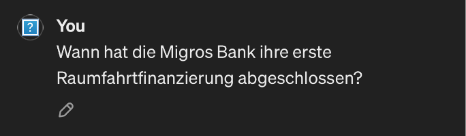 You
Wann hat die Migros Bank ihre erste
Raumfahrtfinanzierung abgeschlossen?